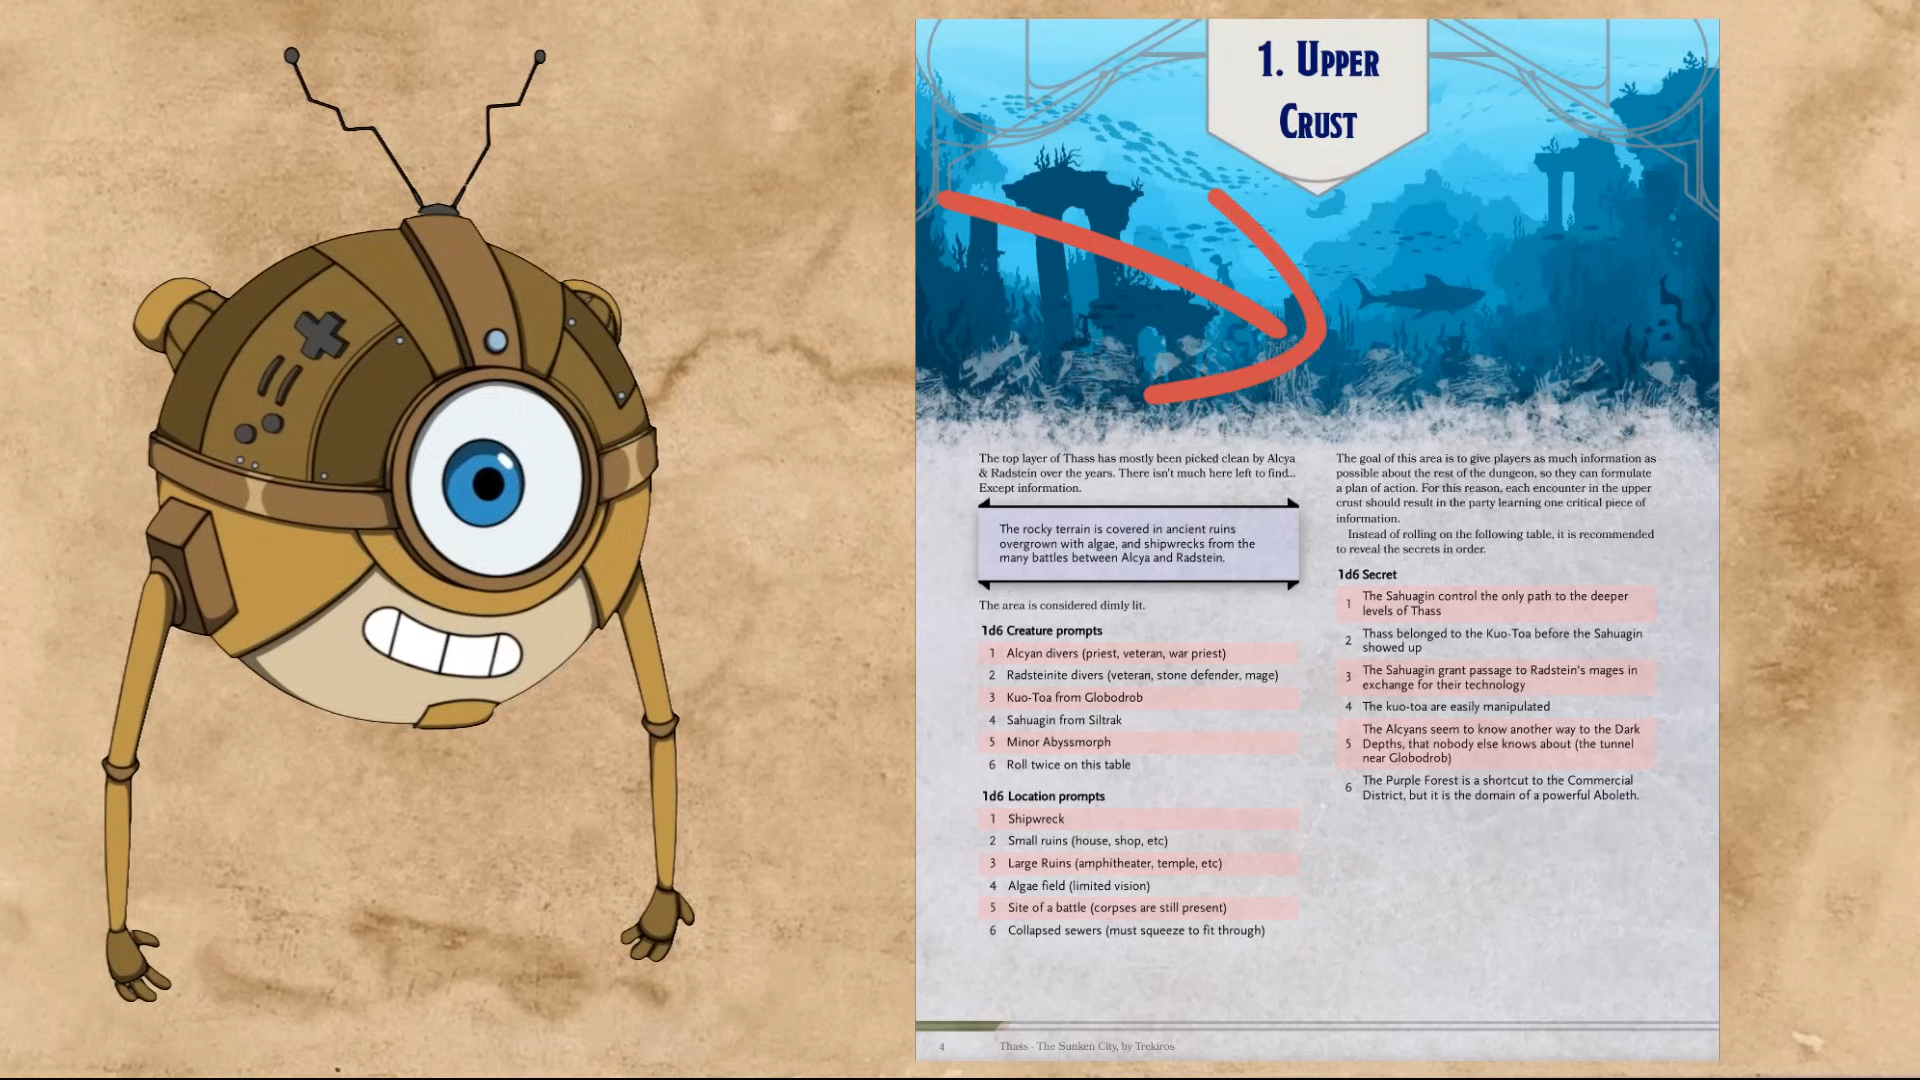 1. Upper
Crust
The top layer of Thass has mostly been picked clean by Alcya
& Radstein over the years. There isn't much here left to find...
Except information.
The rocky terrain is covered in ancient ruins
overgrown with algae, and shipwrecks from the
many battles between Alcya and Radstein.
The area is considered dimly lit.
1d6 Creature prompts
1 Alcyan divers (priest, veteran, war priest)
2 Radsteinite divers (veteran, stone defender, mage)
3 Kuo-Toa from Globodrob
4 Sahuagin from Siltrak
5 Minor Abyssmorph
6 Roll twice on this table
1d6 Location prompts
1 Shipwreck
2 Small ruins (house, shop, etc)
3 Large Ruins (amphitheater, temple, etc)
4 Algae field (limited vision)
5 Site of a battle (corpses are still present)
6 Collapsed sewers (must squeeze to fit through)
The goal of this area is to give players as much information as
possible about the rest of the dungeon, so they can formulate
a plan of action. For this reason, each encounter in the upper
crust should result in the party learning one critical piece of
information.
Instead of rolling on the following table, it is recommended
to reveal the secrets in order.
1d6 Secret
1 The Sahuagin control the only path to the deeper
levels of Thass
2 Thass belonged to the Kuo-Toa before the Sahuagin
showed up
3 The Sahuagin grant passage to Radstein's mages in
exchange for their technology
4 The kuo-toa are easily manipulated
5 The Alcyans seem to know another way to the Dark
Depths, that nobody else knows about (the tunnel
near Globodrob)
6 The Purple Forest is a shortcut to the Commercial
District, but it is the domain of a powerful Aboleth.
4 Thass - The Sunken City, by Trekiros